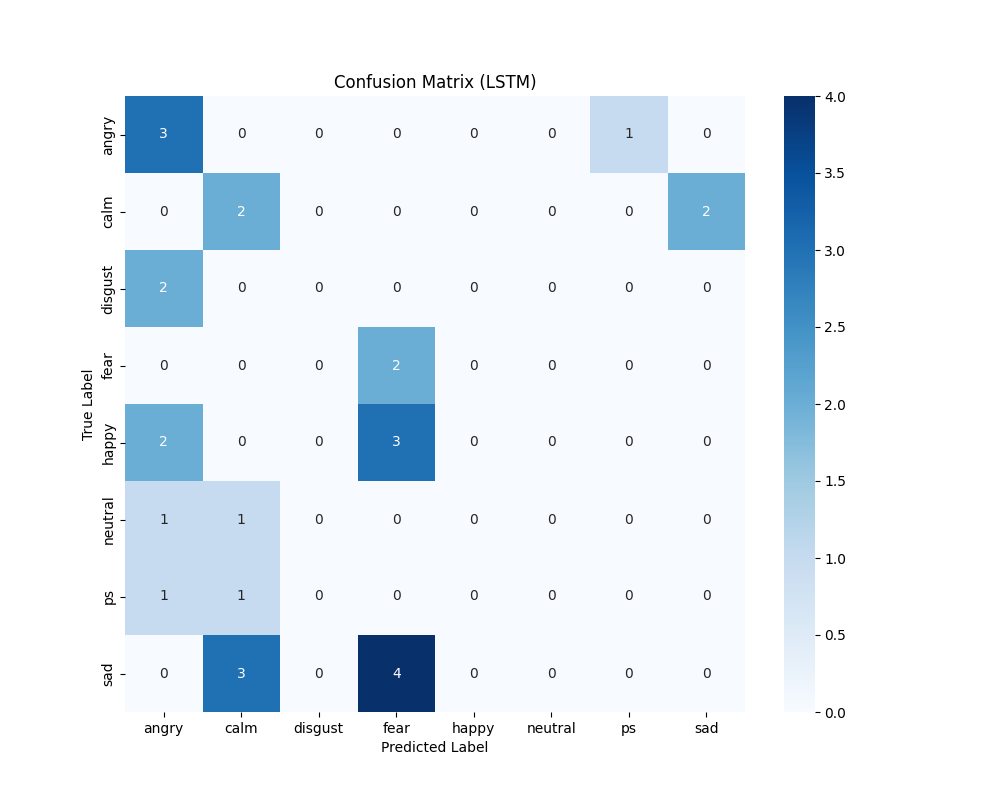 Confusion Matrix (LSTM)
True Label
angry 3 0 0 0 0 0 1 0
calm 0 2 0 0 0 0 0 2
disgust 2 0 0 0 0 0 0 0
fear 0 0 0 2 0 0 0 0
happy 2 0 0 3 0 0 0 0
neutral 1 1 0 0 0 0 0 0
ps 1 1 0 0 0 0 0 0
sad 0 3 0 4 0 0 0 0
angry calm disgust fear happy neutral ps sad
Predicted Label
4.0
3.5
3.0
2.5
2.0
1.5
1.0
0.5
0.0